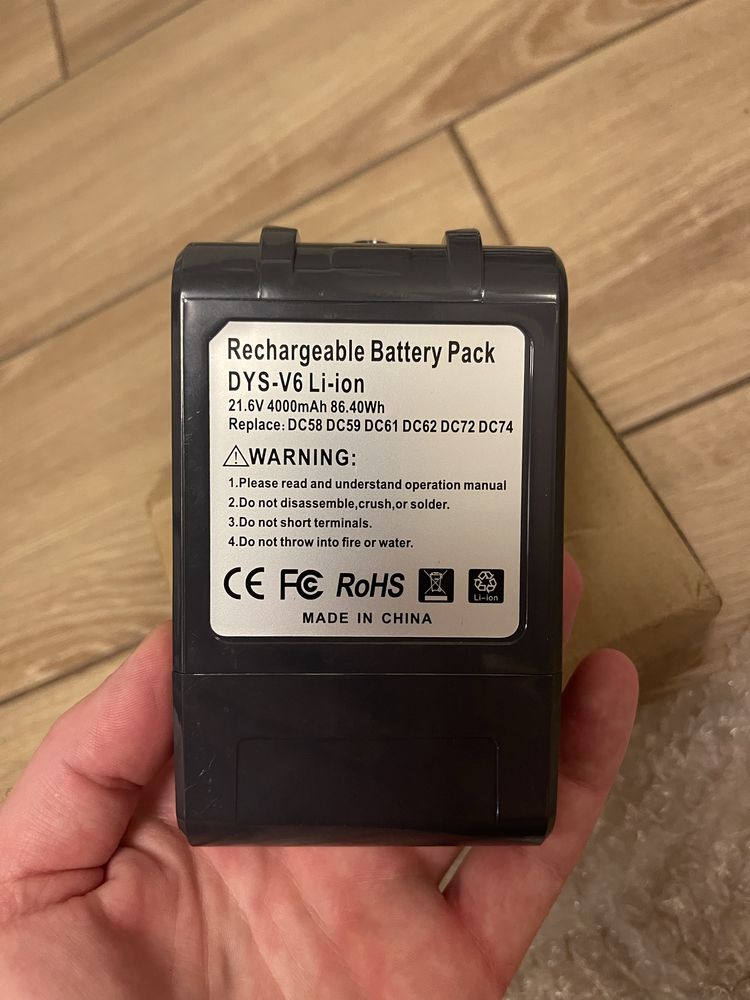 Rechargeable Battery Pack
DYS-V6 Li-ion
21.6V 4000mAh 86.40Wh
Replace: DC58 DC59 DC61 DC62 DC72 DC74
WARNING:
1.Please read and understand operation manual
2.Do not disassemble,crush,or solder.
3.Do not short terminals.
4.Do not throw into fire or water.
CE FC RoHS Li-ion
MADE IN CHINA